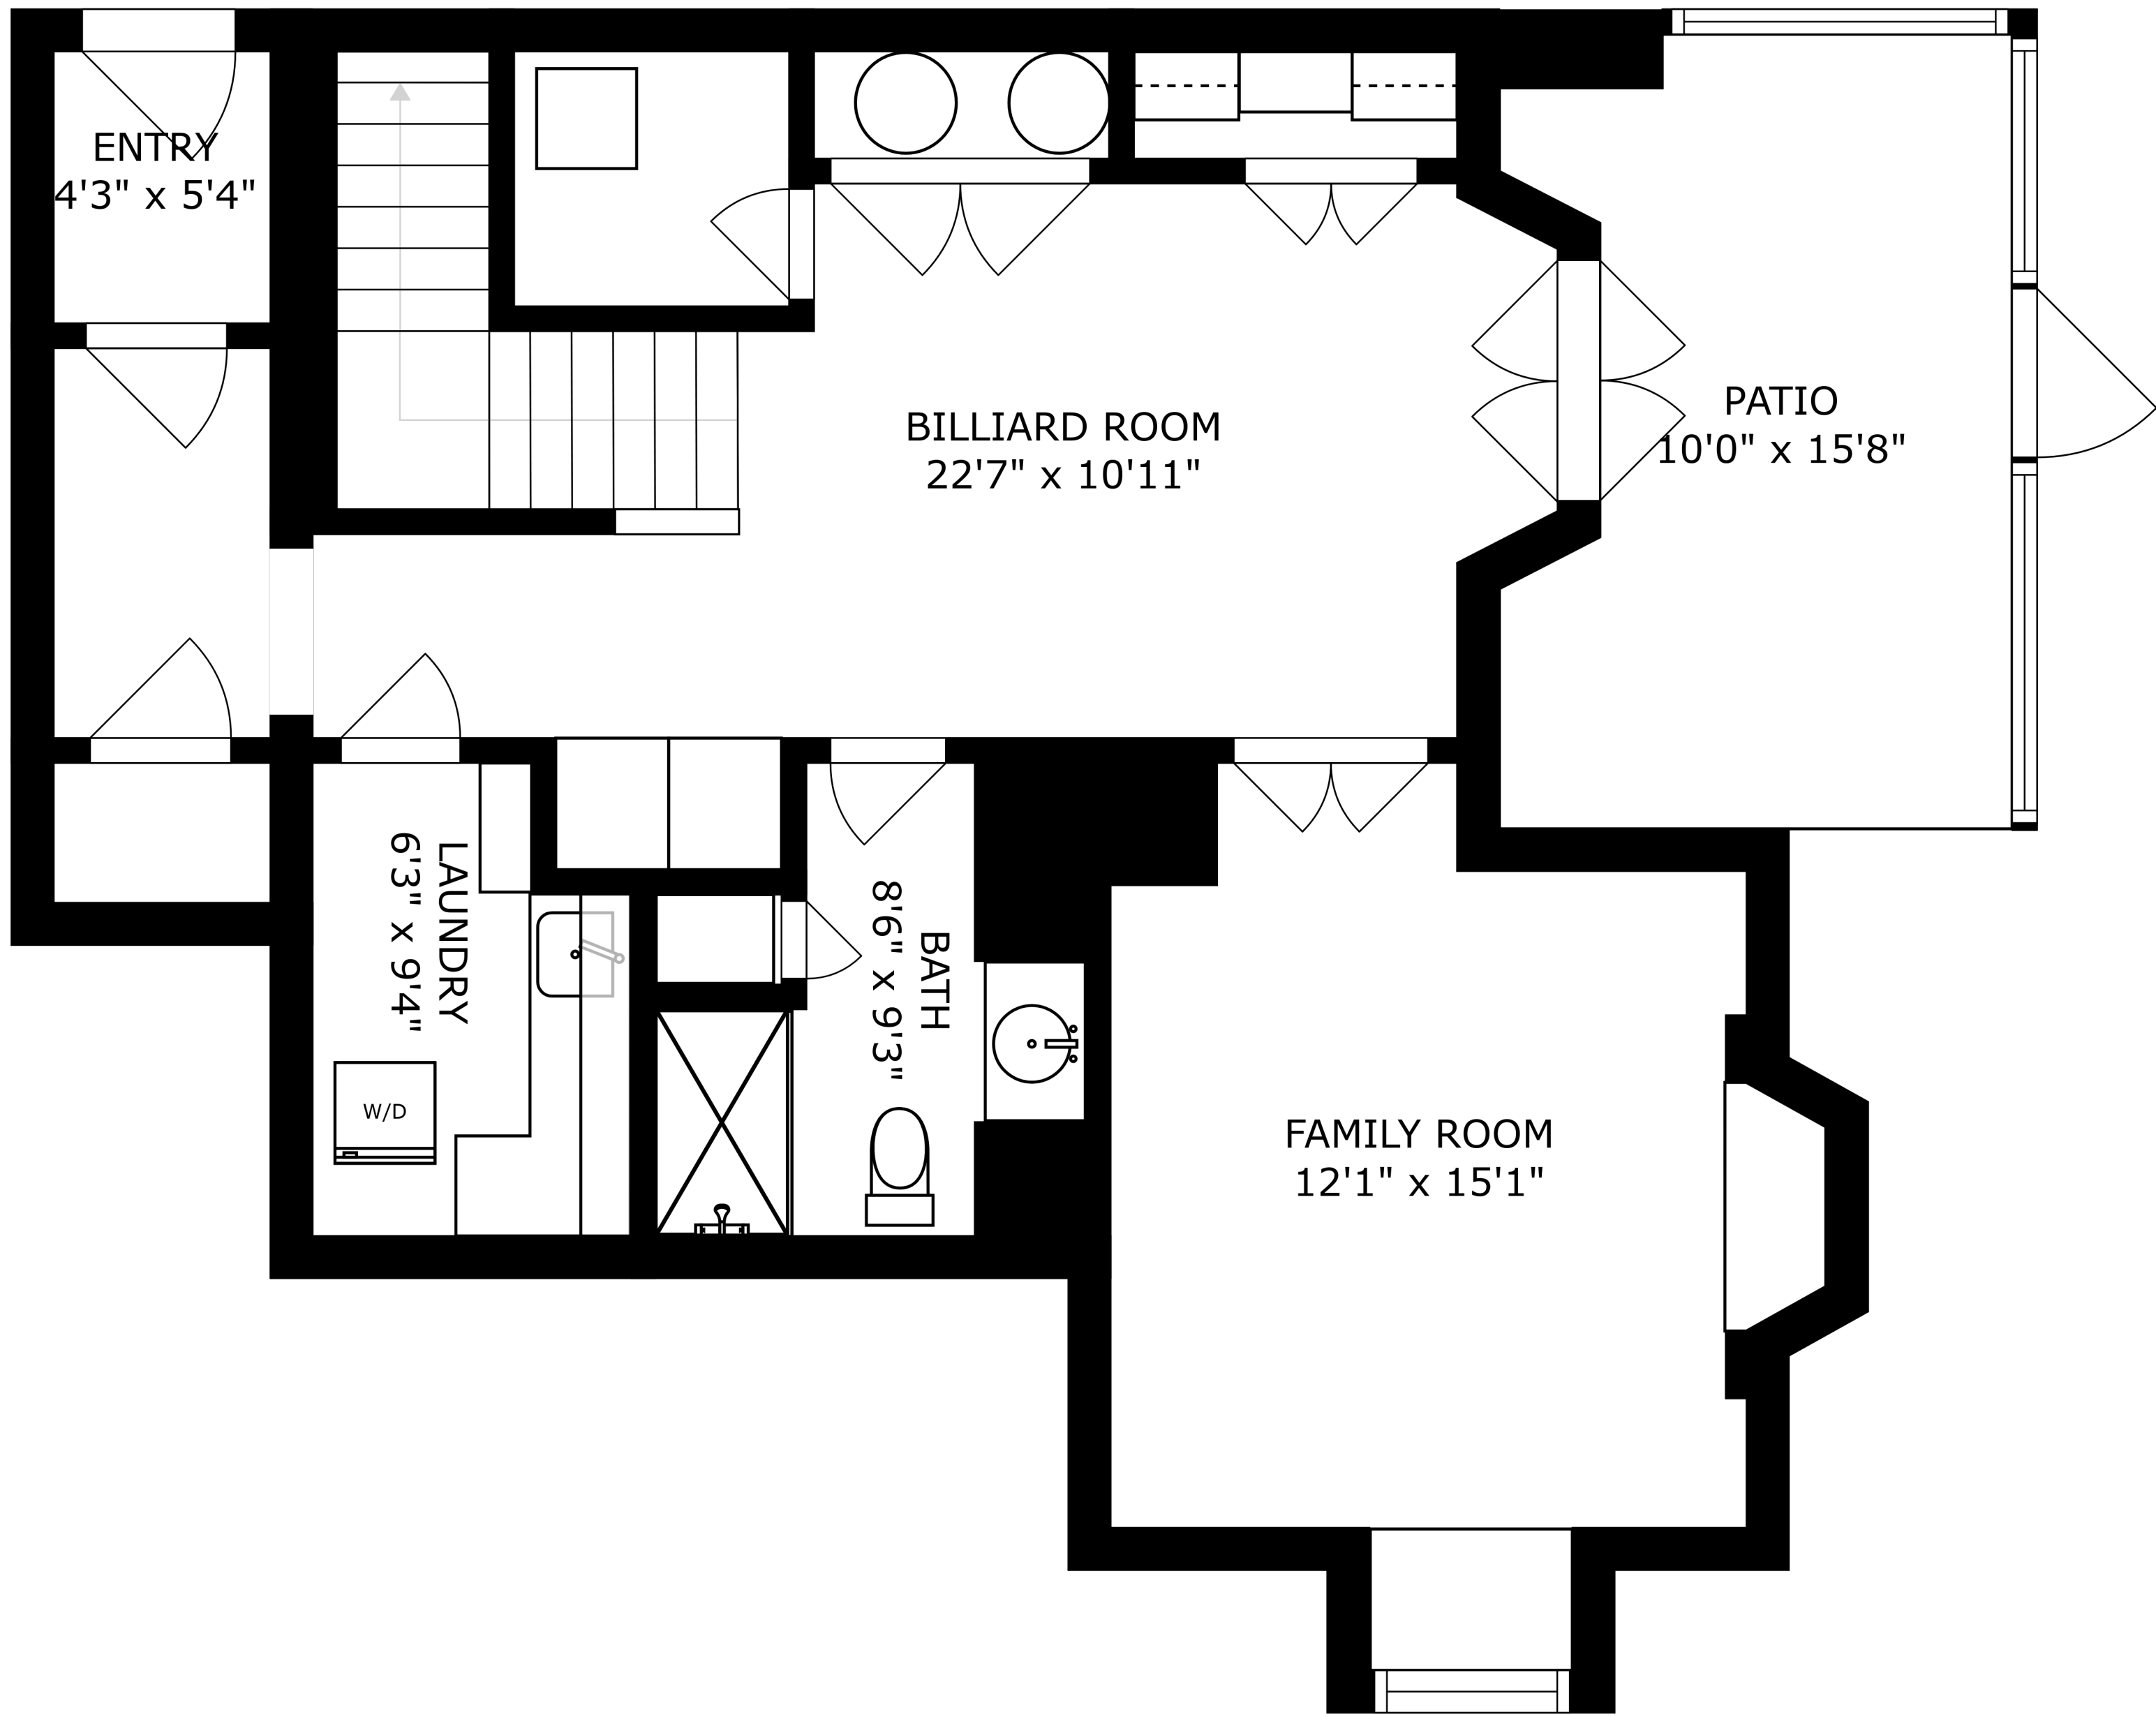 ENTRY
4'3" x 5'4"
BILLIARD ROOM
22'7" x 10'11"
PATIO
10'0" x 15'8"
LAUNDRY
6'3" x 9'4"
BATH
8'6" x 9'3"
W/D
FAMILY ROOM
12'1" x 15'1"